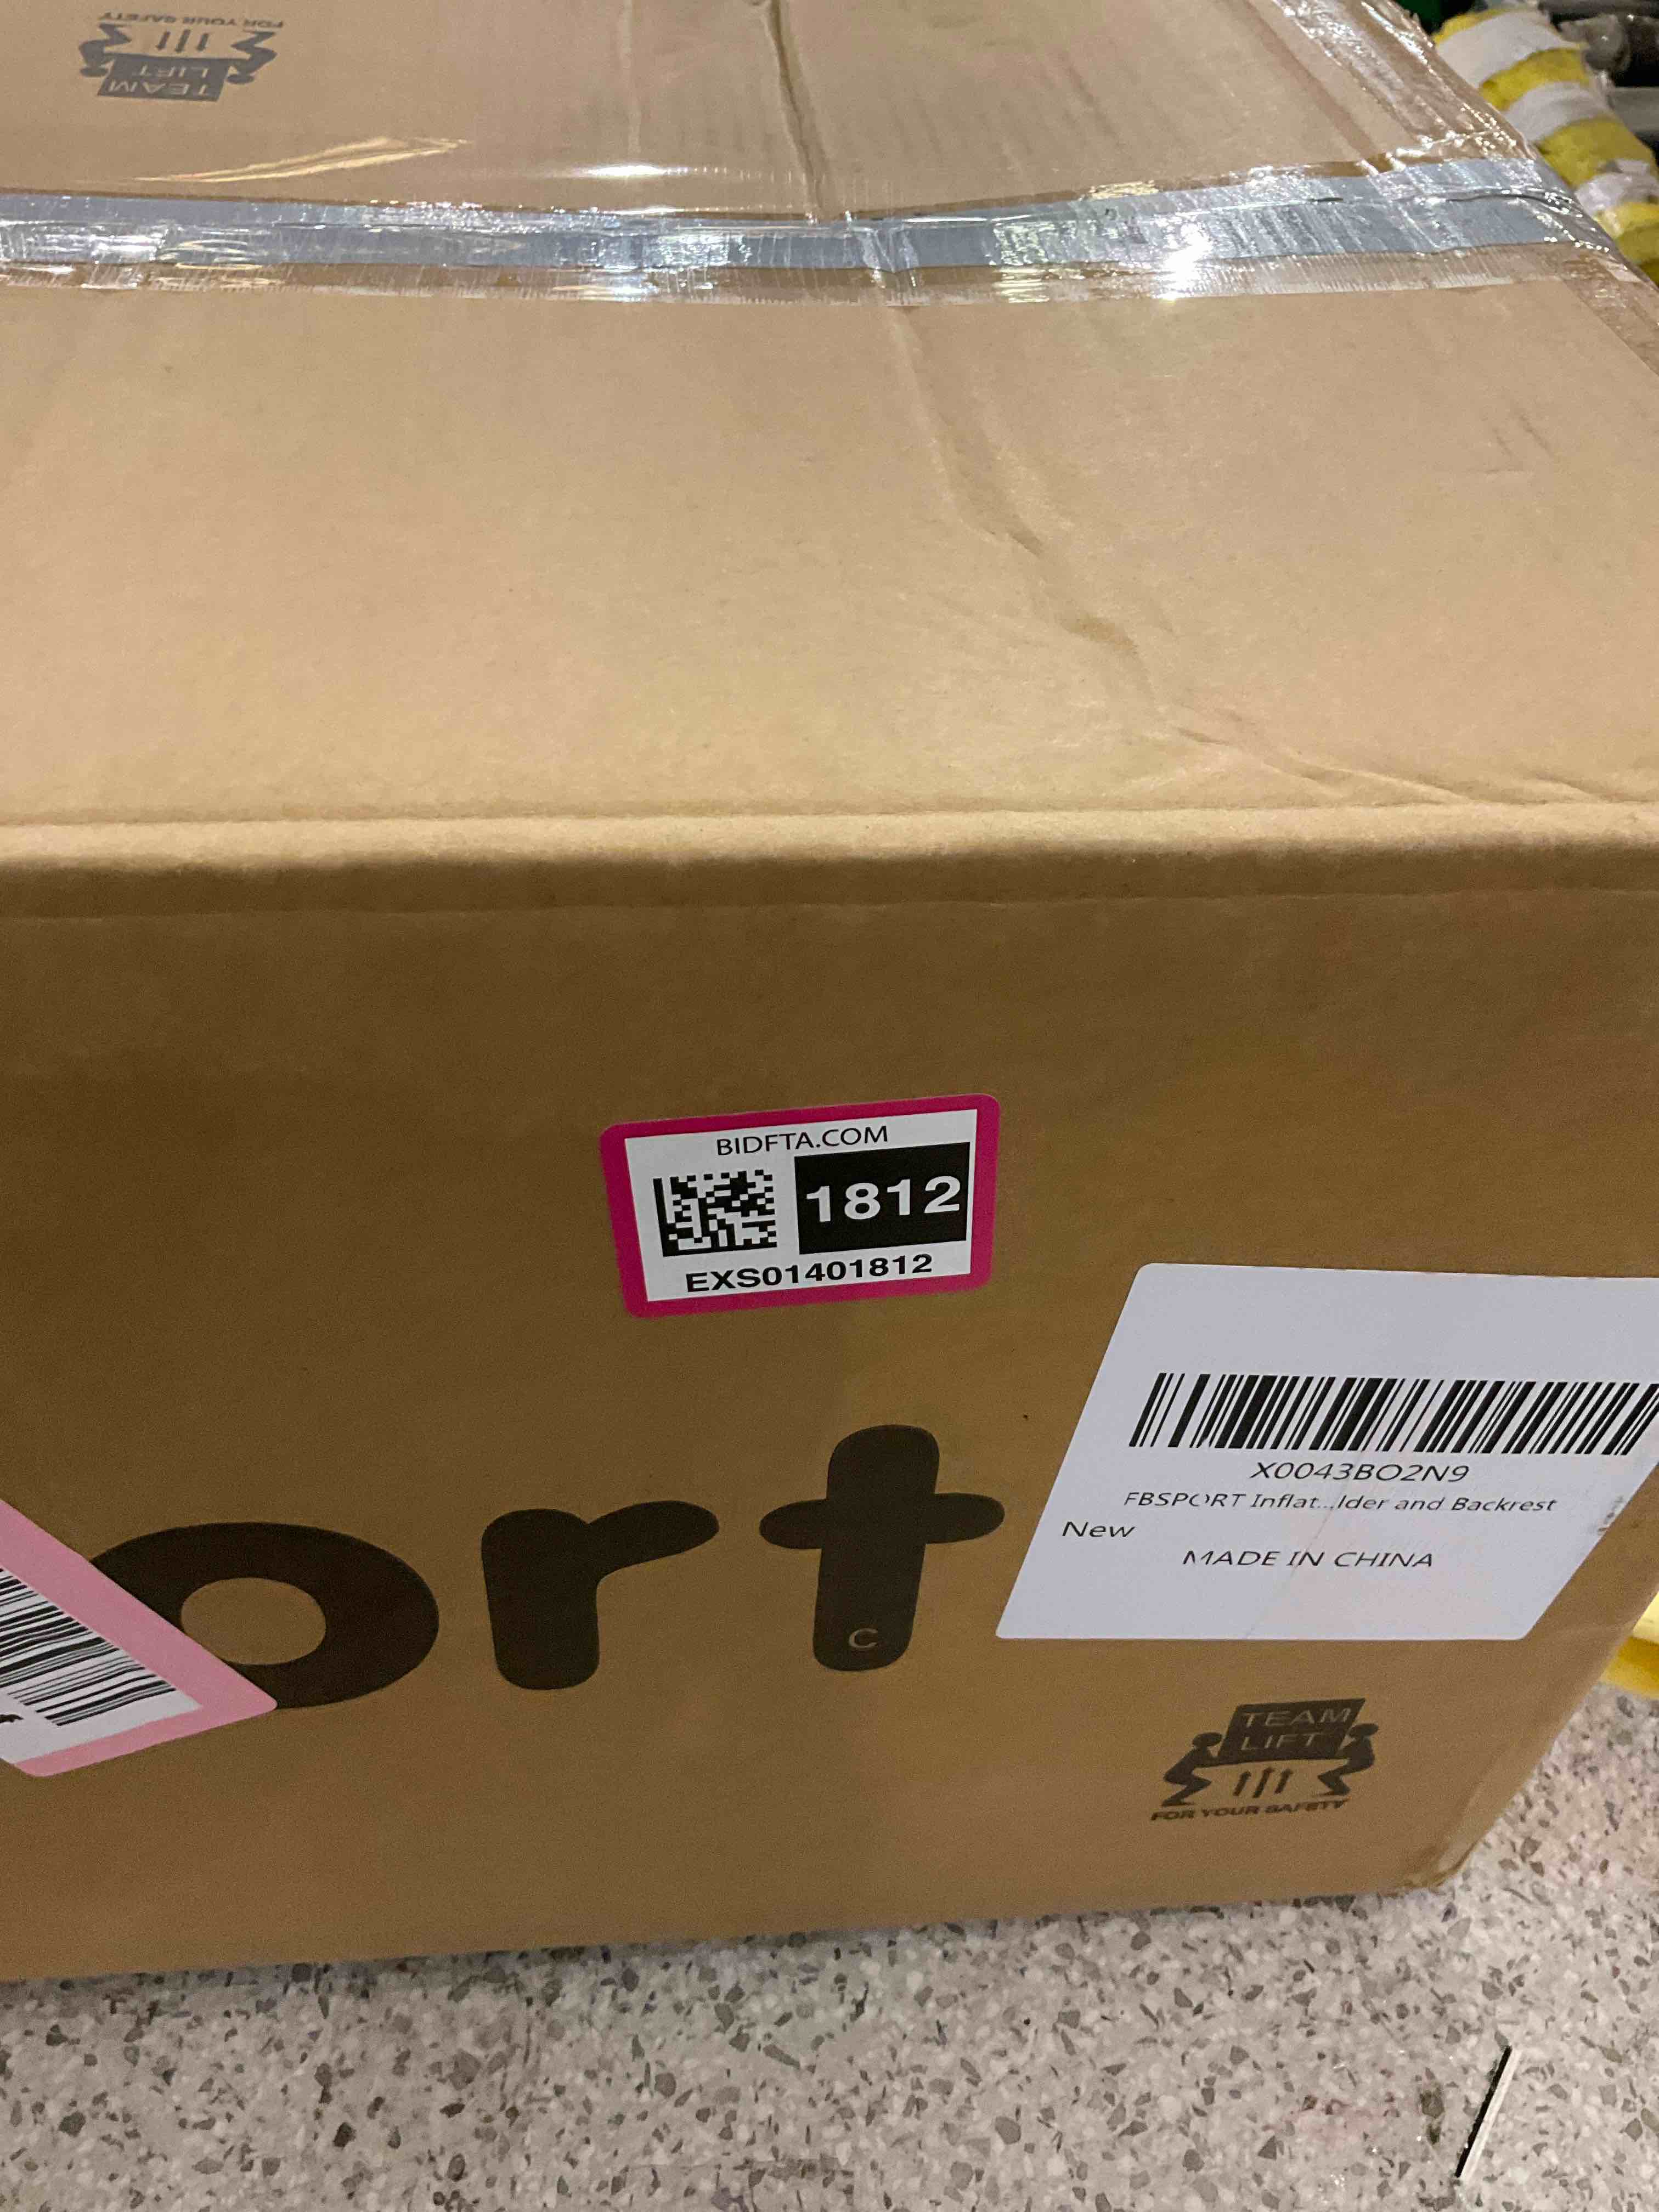 FOR YOUR SAFETY
TEAM
LIFT
BIDFTA.COM
1812
EXS01401812
X0043BO2N9
FBSPORT Inflat...lder and Backrest
New
MADE IN CHINA
ort
C
TEAM
LIFT
FOR YOUR SAFETY